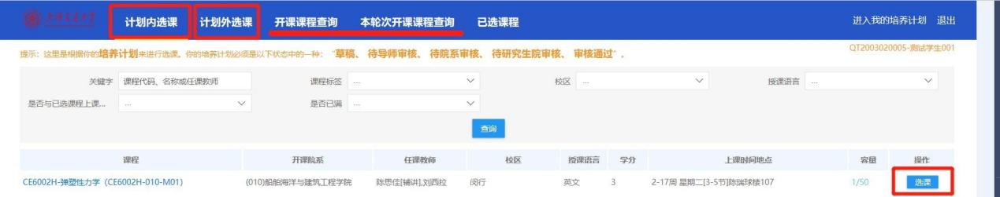 上海交通大学 计划内选课 计划外选课 开课课程查询 本轮次开课课程查询 已选课程 进入我的培养计划 退出
提示：这里是根据你的培养计划来进行选课。你的培养计划必须是以下状态中的一种：“草稿、 待导师审核、 待院系审核、 待研究生院审核、 审核通过”。 QT2003020005-测试学生001
关键字 课程代码、名称或任课教师 课程标签 ... 校区 ... 授课语言 ...
是否与已选课程上课... ... 是否已满 ...
查询
课程 开课院系 任课教师 校区 授课语言 学分 上课时间地点 容量 操作
CE6002H-弹塑性力学（CE6002H-010-M01） (010)船舶海洋与建筑工程学院 陈思佳[辅讲],刘西拉 闵行 英文 3 2-17周 星期二[3-5节]陈瑞球楼107 1/50 选课